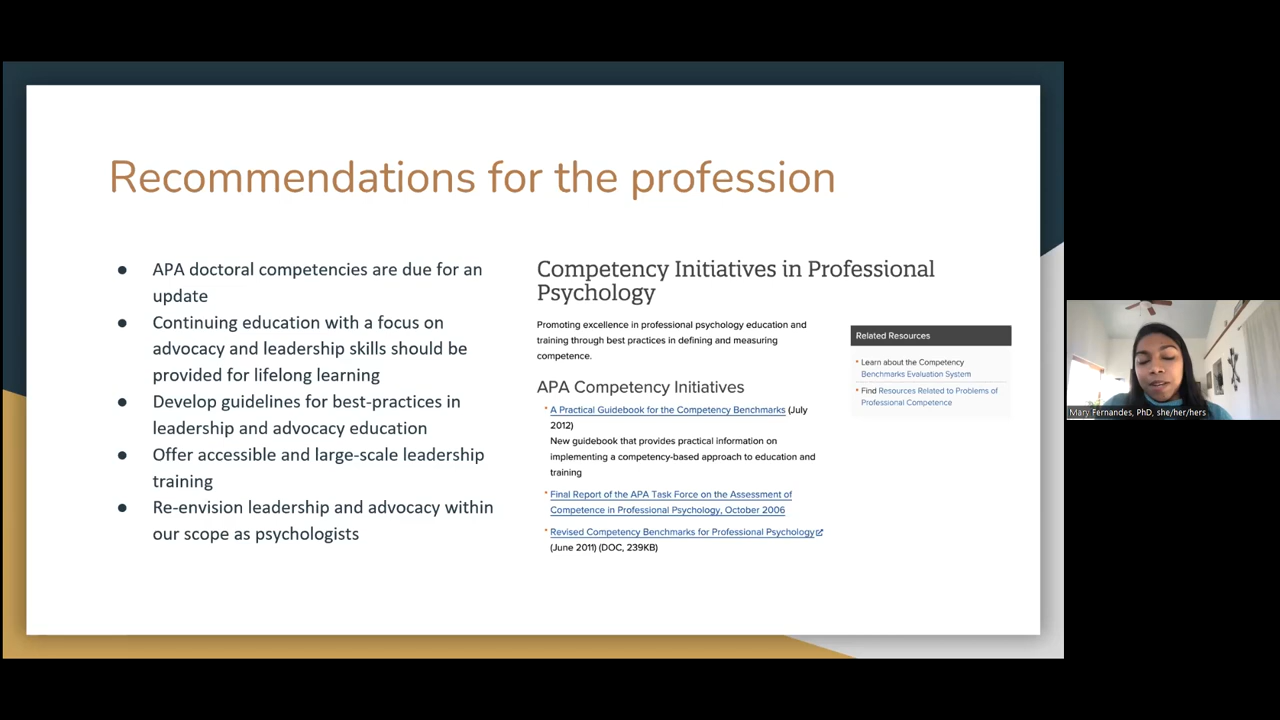 Recommendations for the profession
● APA doctoral competencies are due for an
update
● Continuing education with a focus on
advocacy and leadership skills should be
provided for lifelong learning
● Develop guidelines for best-practices in
leadership and advocacy education
● Offer accessible and large-scale leadership
training
● Re-envision leadership and advocacy within
our scope as psychologists
Competency Initiatives in Professional
Psychology
Promoting excellence in professional psychology education and
training through best practices in defining and measuring
competence.
APA Competency Initiatives
• A Practical Guidebook for the Competency Benchmarks (July
2012)
New guidebook that provides practical information on
implementing a competency-based approach to education and
training
• Final Report of the APA Task Force on the Assessment of
Competence in Professional Psychology, October 2006
• Revised Competency Benchmarks for Professional Psychology
(June 2011) (DOC, 239KB)
Related Resources
• Learn about the Competency
Benchmarks Evaluation System
• Find Resources Related to Problems of
Professional Competence
Mary Fernandes, PhD, she/her/hers